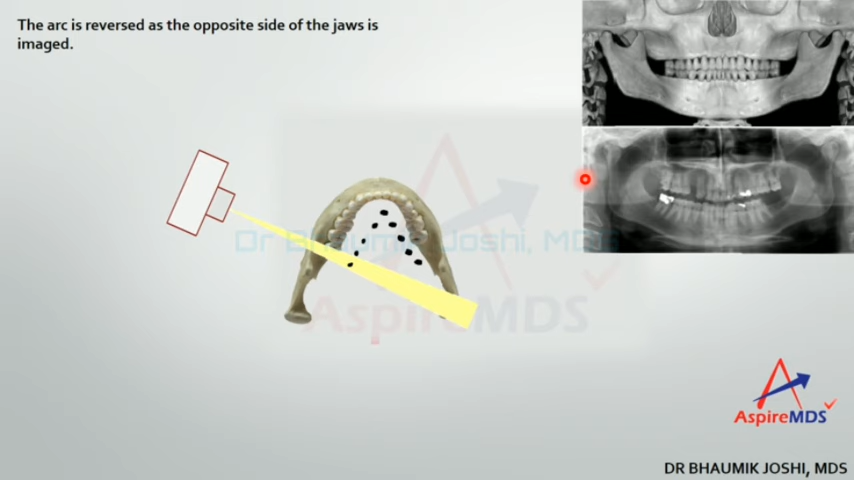 The arc is reversed as the opposite side of the jaws is
imaged.
Dr Bhaumik Joshi, MDS
AspireMDS
AspireMDS
DR BHAUMIK JOSHI, MDS